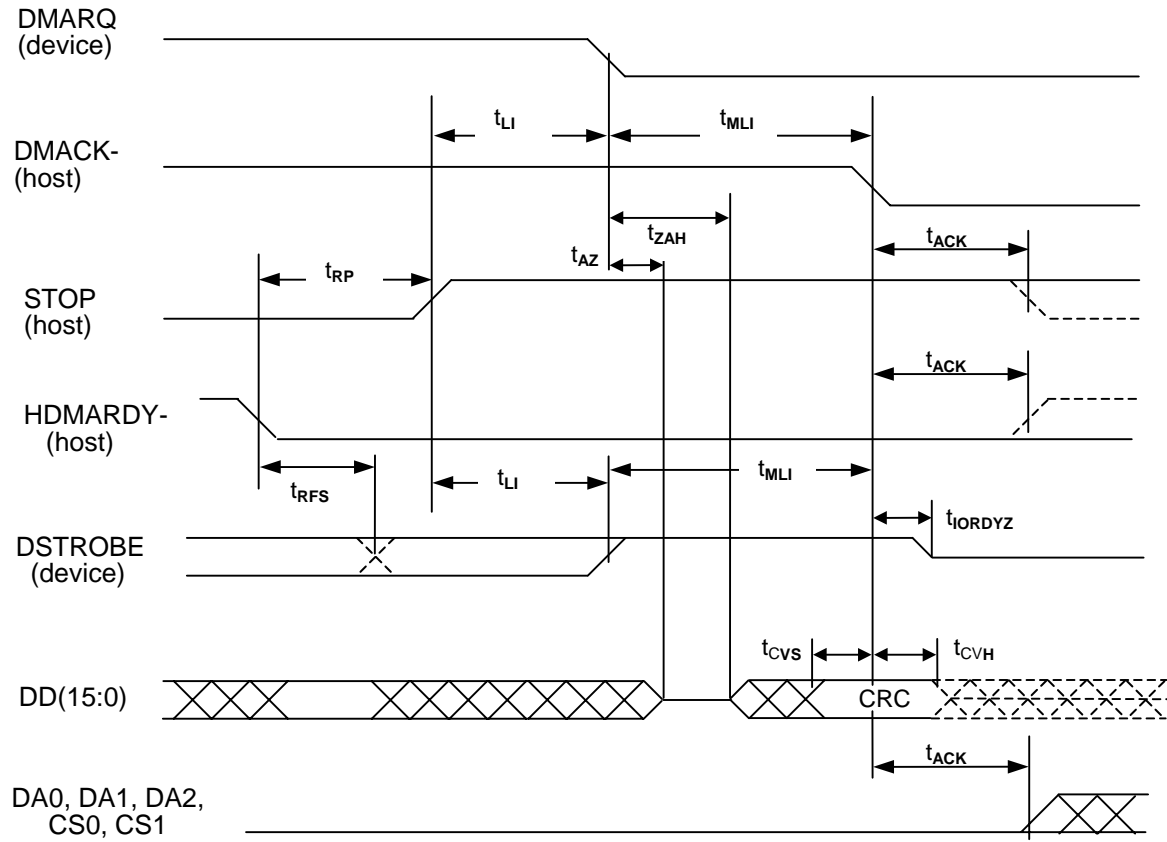 DMARQ
(device)
tLI
tMLI
DMACK-
(host)
tZAH
tACK
tAZ
tRP
STOP
(host)
tACK
HDMARDY-
(host)
tRFS
tLI
tMLI
tIORDYZ
DSTROBE
(device)
tCVS
tCVH
DD(15:0)
CRC
tACK
DA0, DA1, DA2,
CS0, CS1